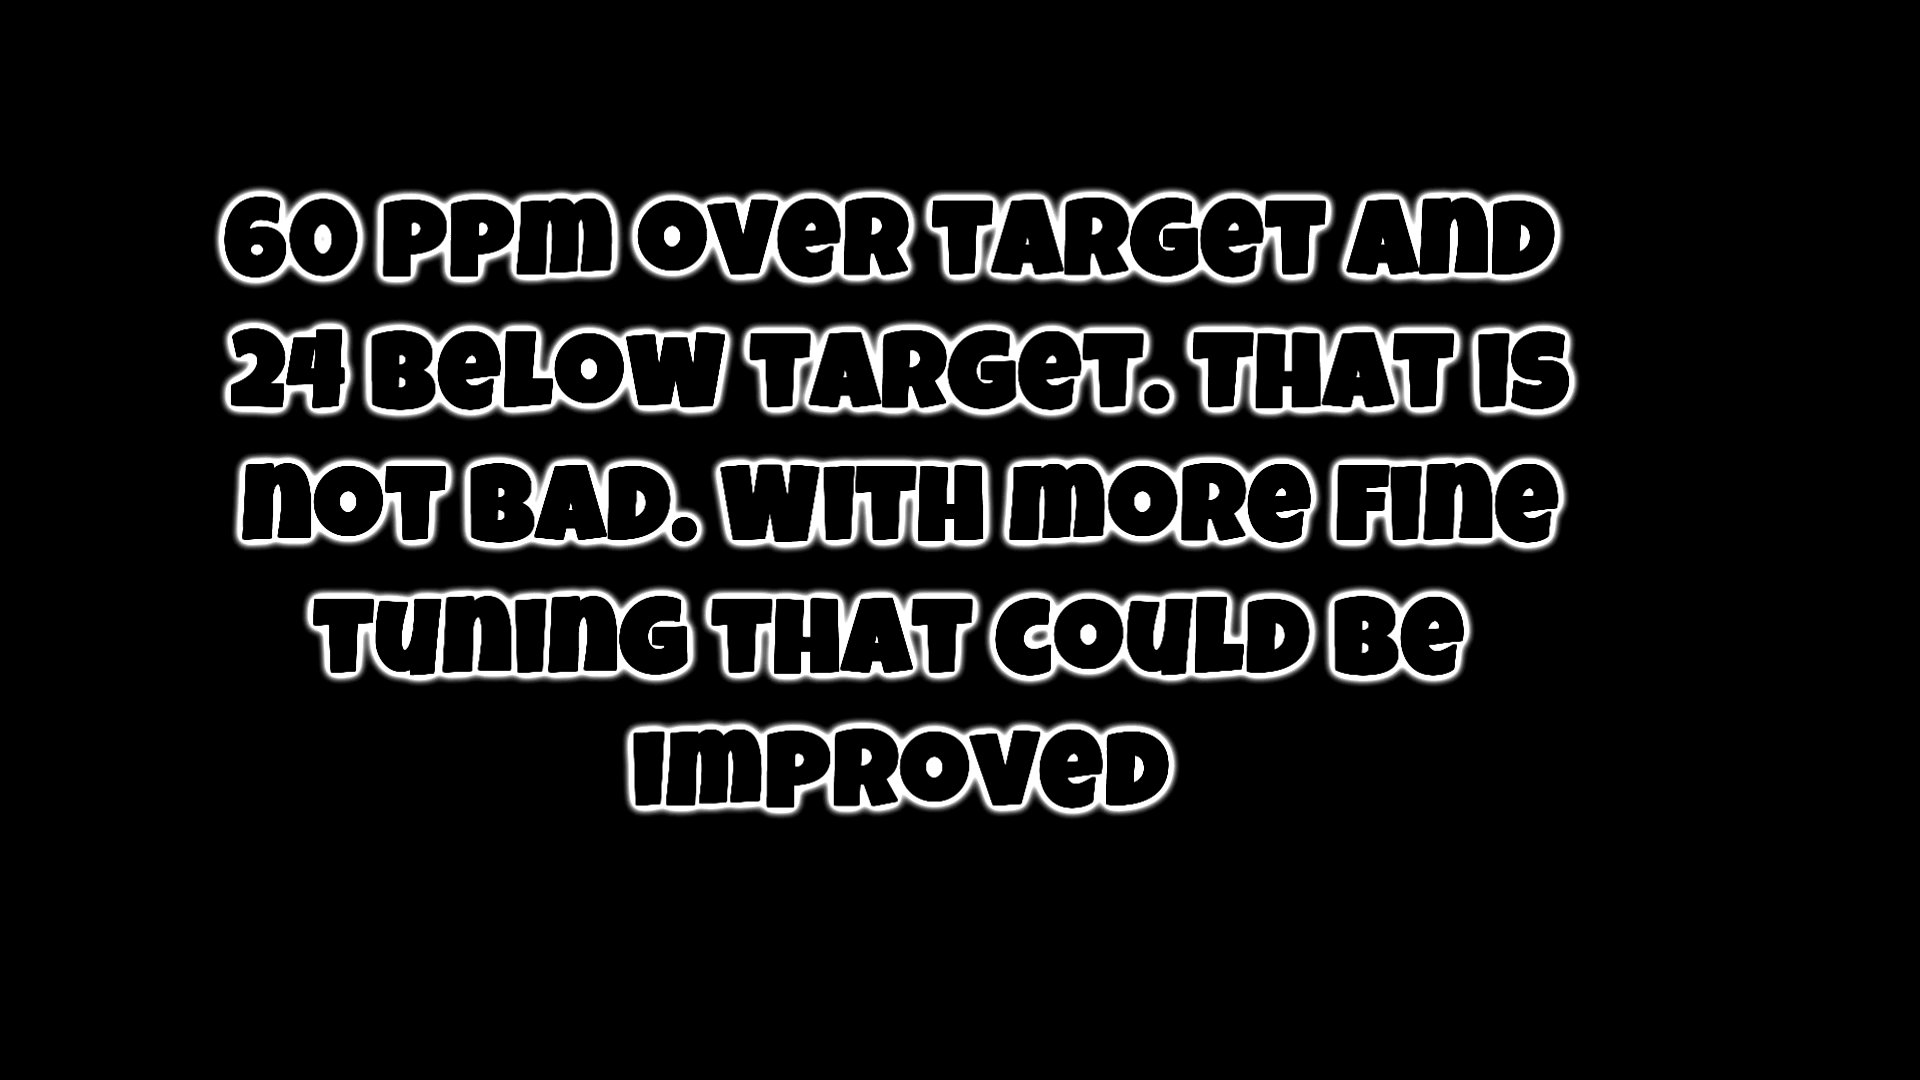 60 PPM OVER TARGET AND
24 BELOW TARGET. THAT IS
NOT BAD. WITH MORE FINE
TUNING THAT COULD BE
IMPROVED